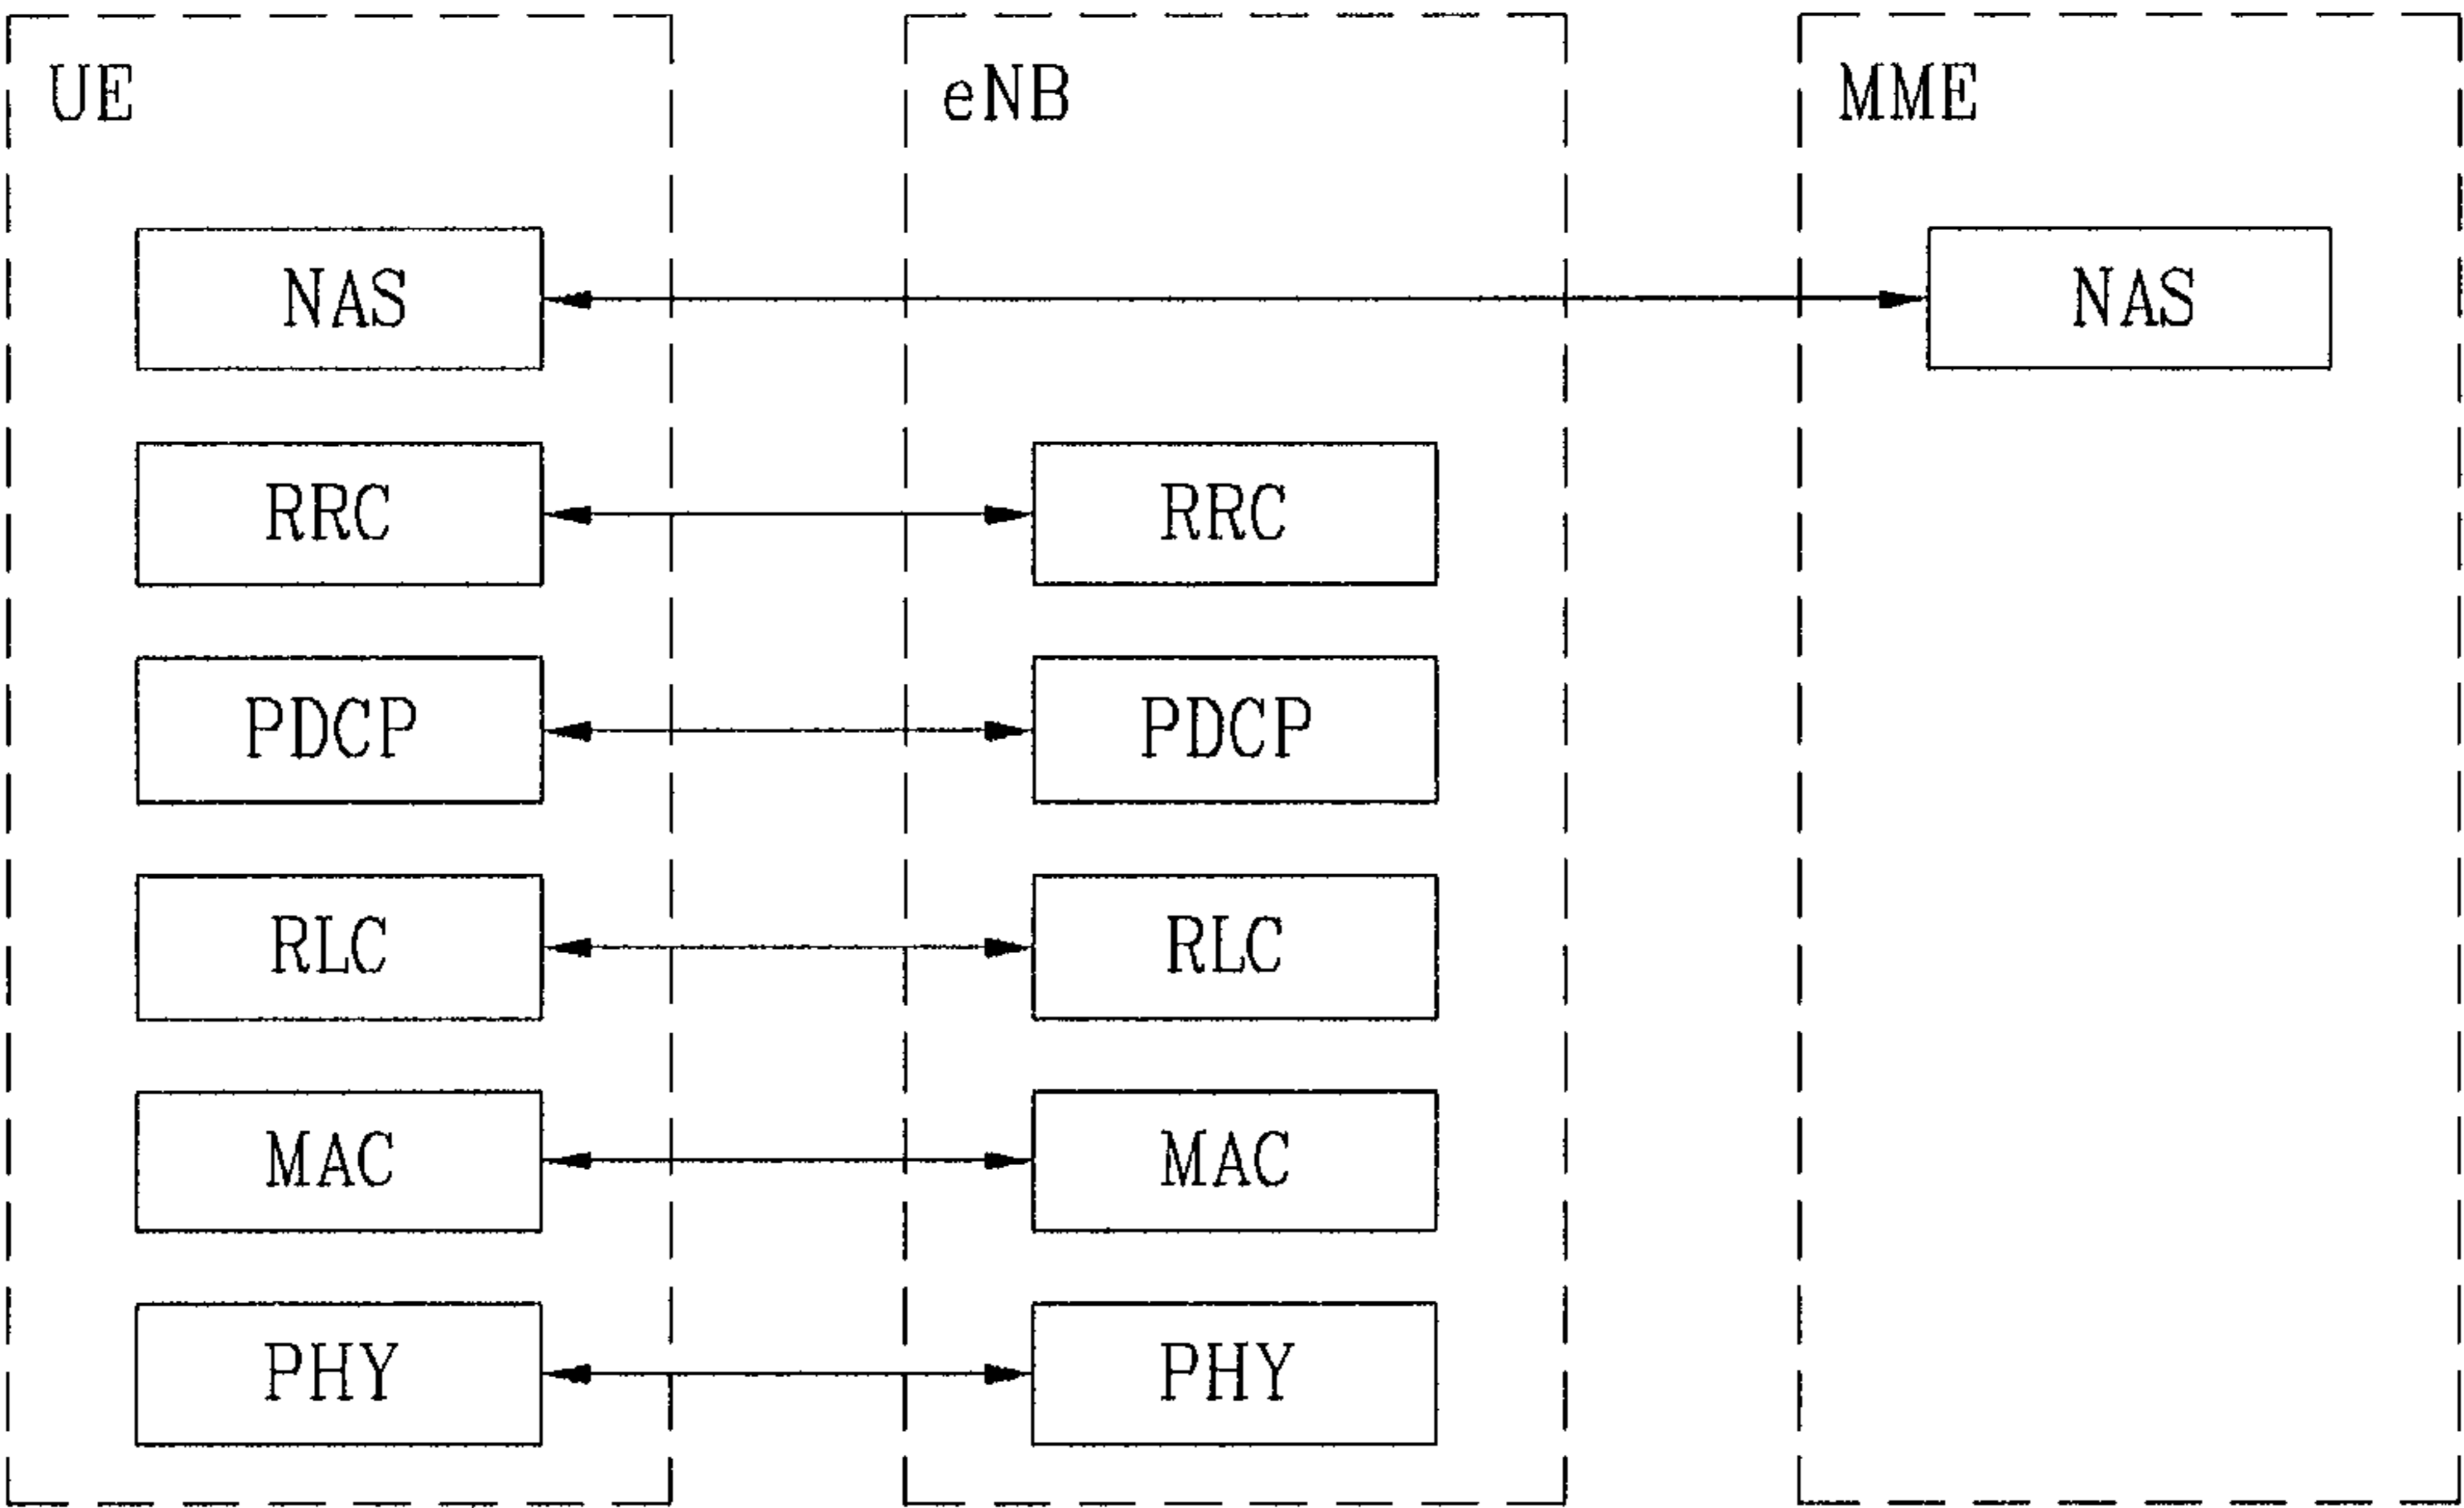 UE
eNB
MME
NAS
NAS
RRC
RRC
PDCP
PDCP
RLC
RLC
MAC
MAC
PHY
PHY